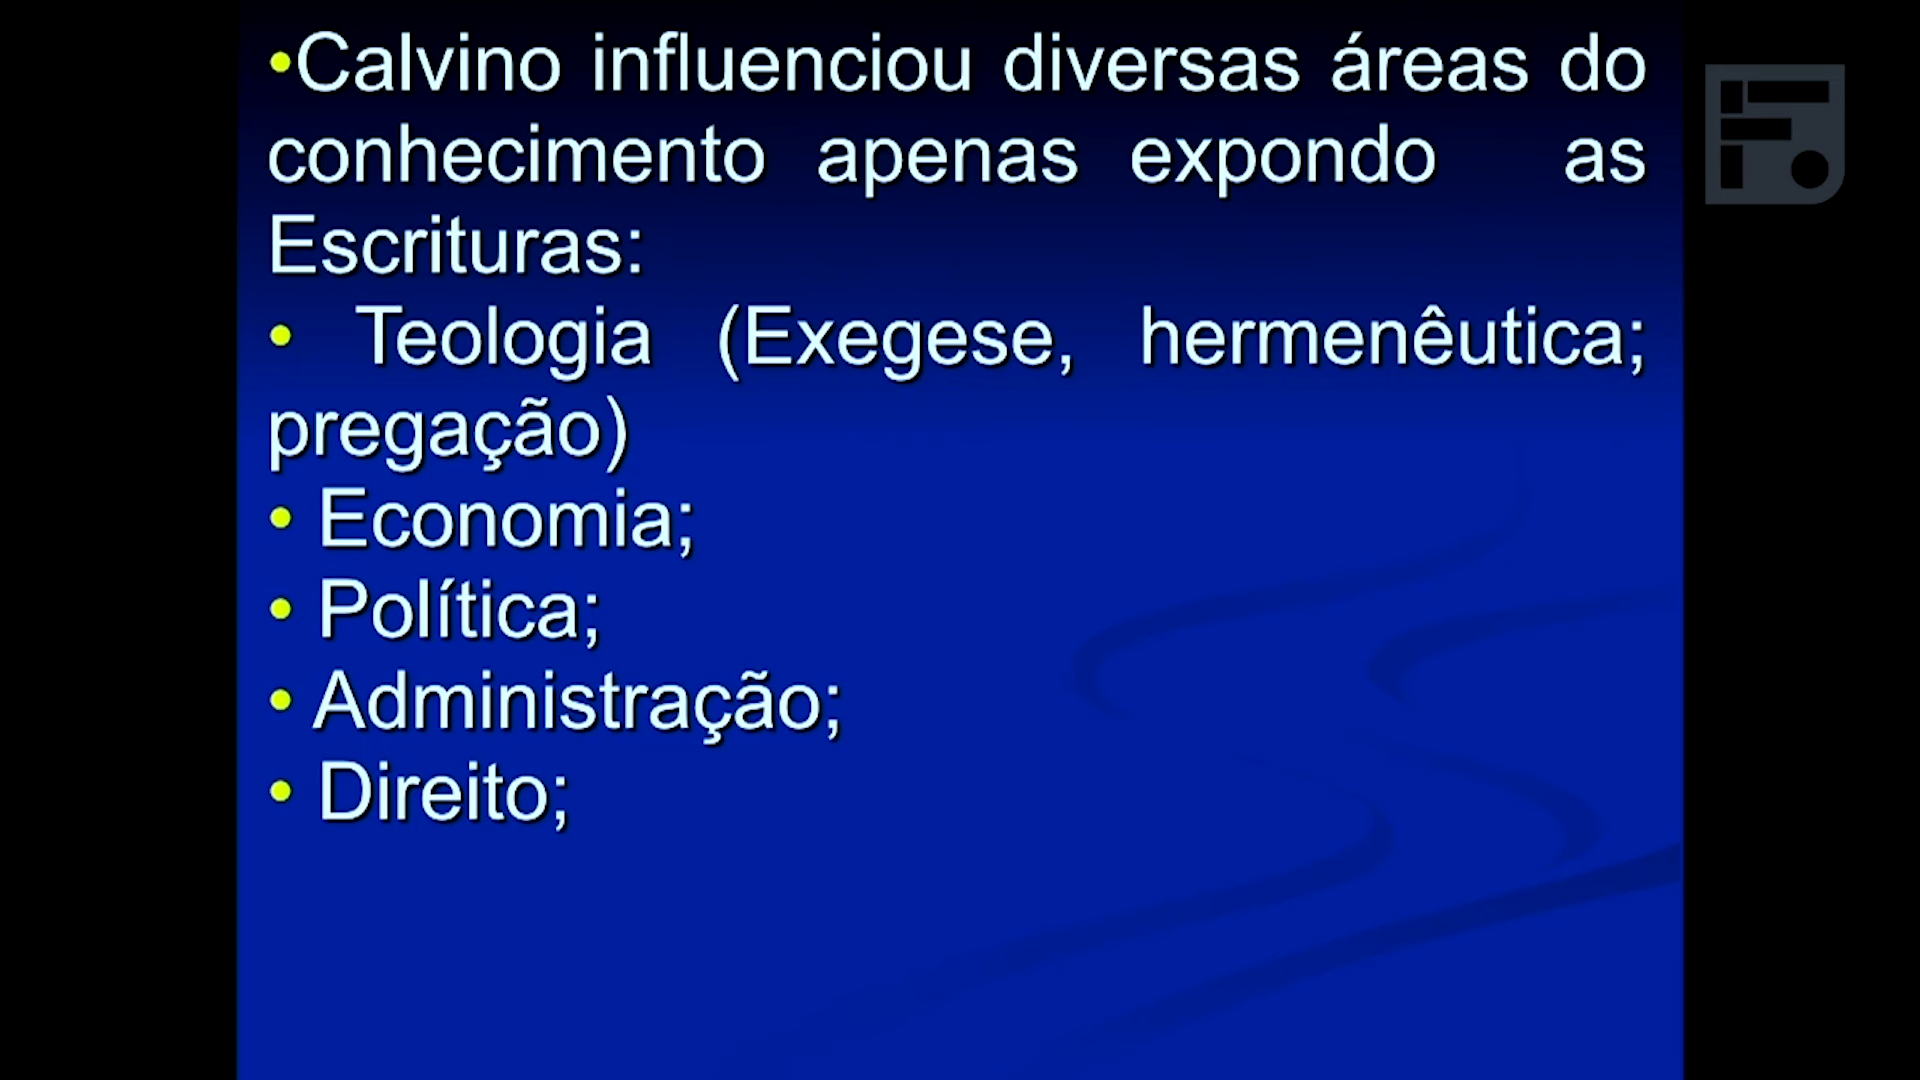 •Calvino influenciou diversas áreas do
conhecimento apenas expondo as
Escrituras:
• Teologia (Exegese, hermenêutica;
pregação)
• Economia;
• Política;
• Administração;
• Direito;